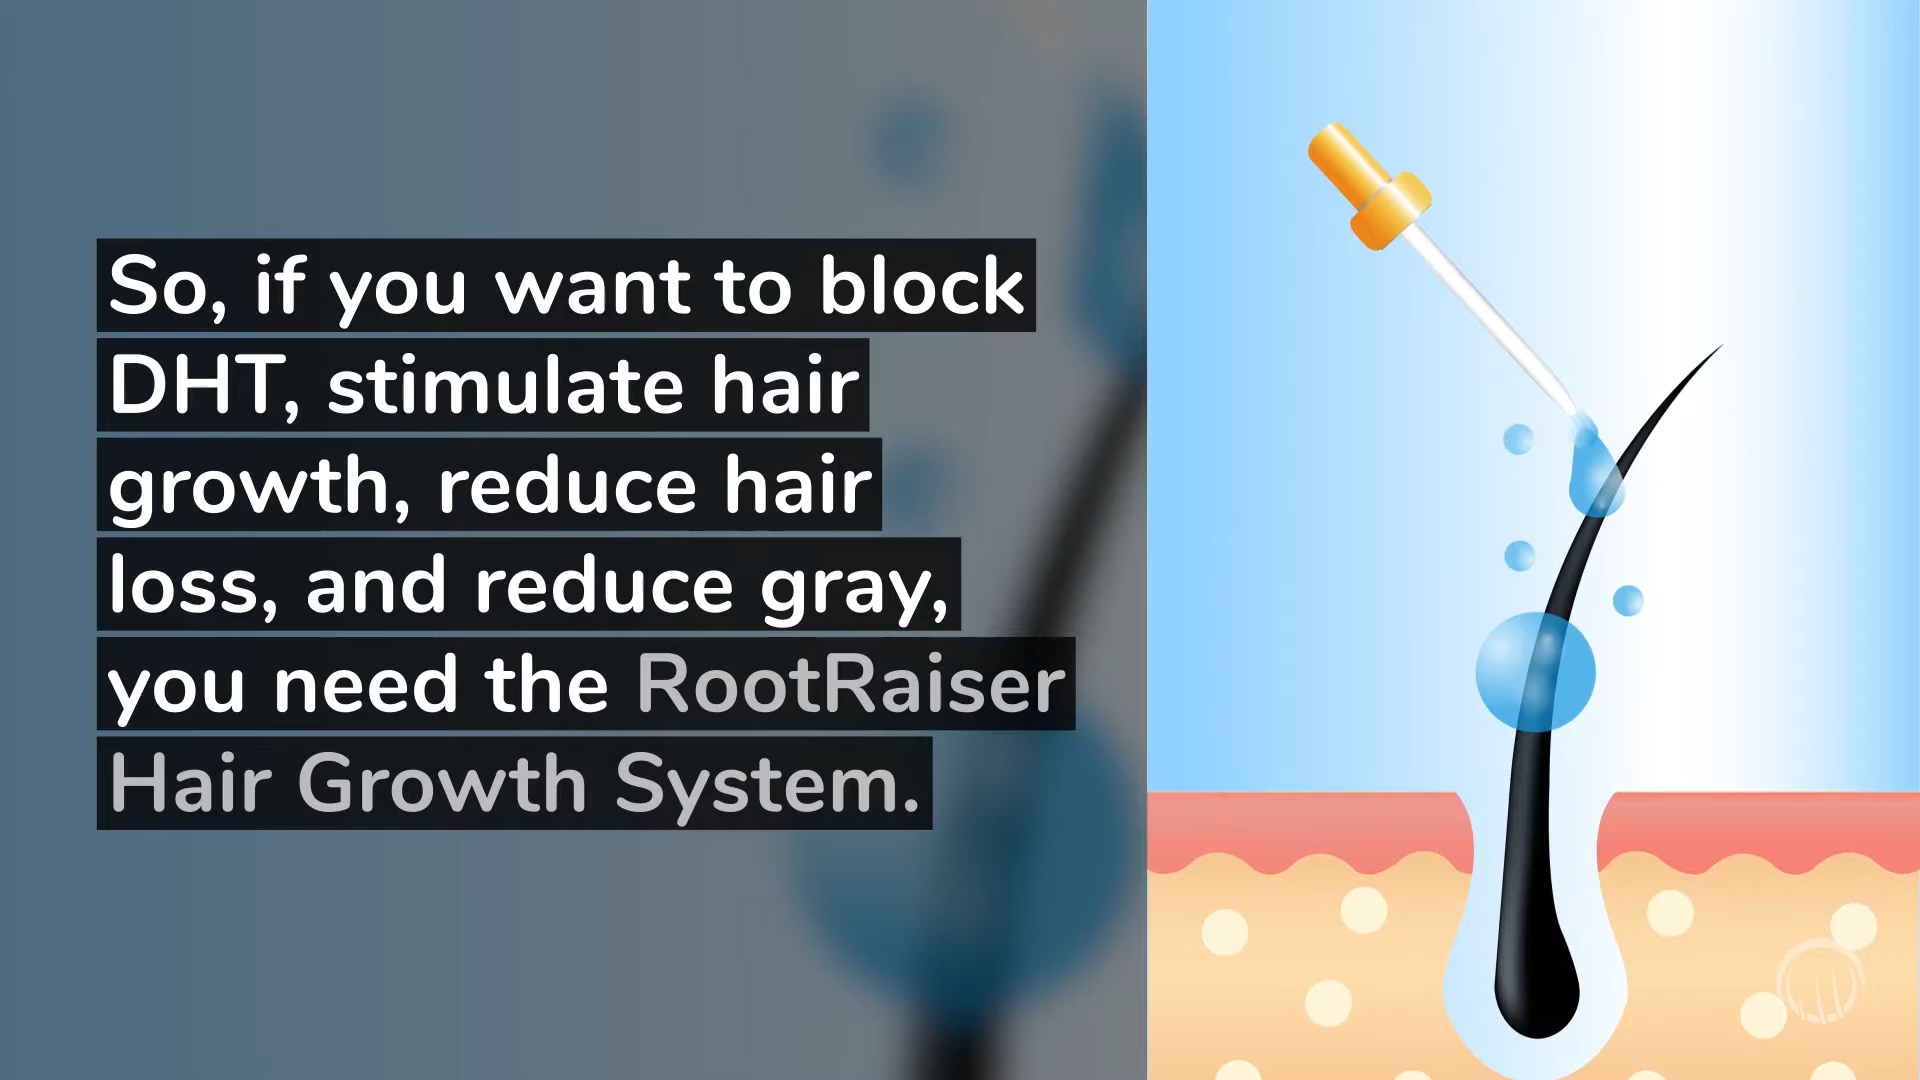 So, if you want to block
DHT, stimulate hair
growth, reduce hair
loss, and reduce gray,
you need the RootRaiser
Hair Growth System.